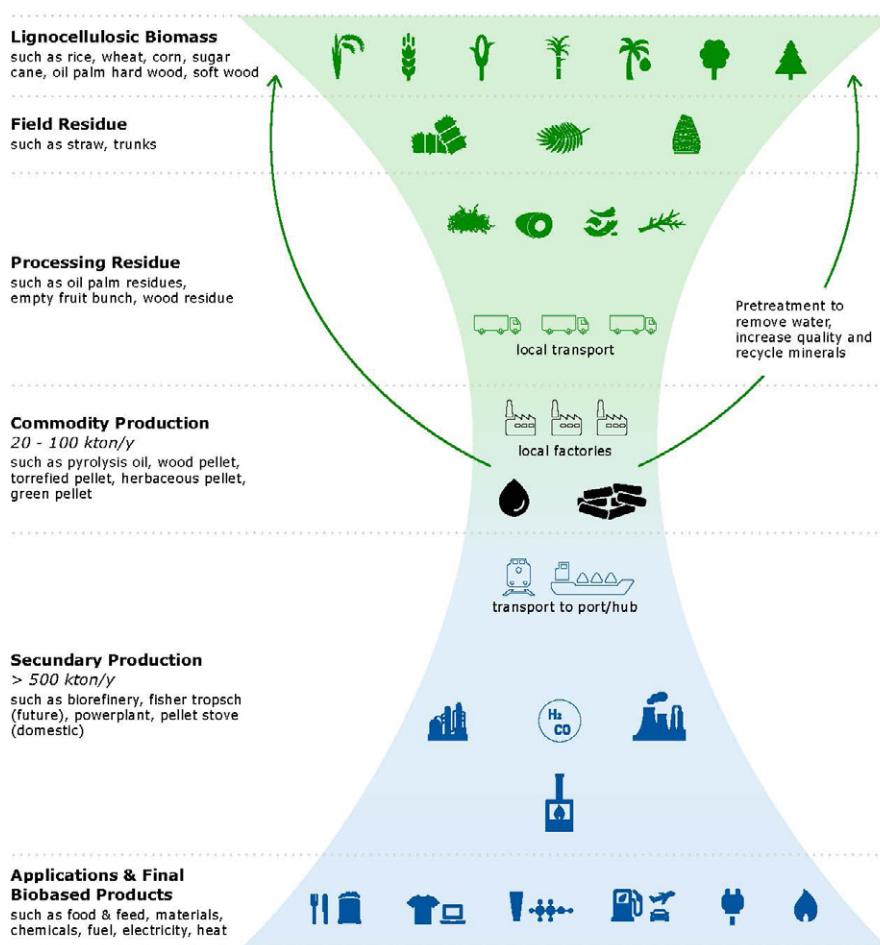 Lignocellulosic Biomass
such as rice, wheat, corn, sugar
cane, oil palm hard wood, soft wood
Field Residue
such as straw, trunks
Processing Residue
such as oil palm residues,
empty fruit bunch, wood residue
local transport
Pretreatment to
remove water,
increase quality and
recycle minerals
Commodity Production
20 - 100 kton/y
such as pyrolysis oil, wood pellet,
torrefied pellet, herbaceous pellet,
green pellet
local factories
transport to port/hub
Secundary Production
> 500 kton/y
such as biorefinery, fisher tropsch
(future), powerplant, pellet stove
(domestic)
H₂
CO
Applications & Final
Biobased Products
such as food & feed, materials,
chemicals, fuel, electricity, heat